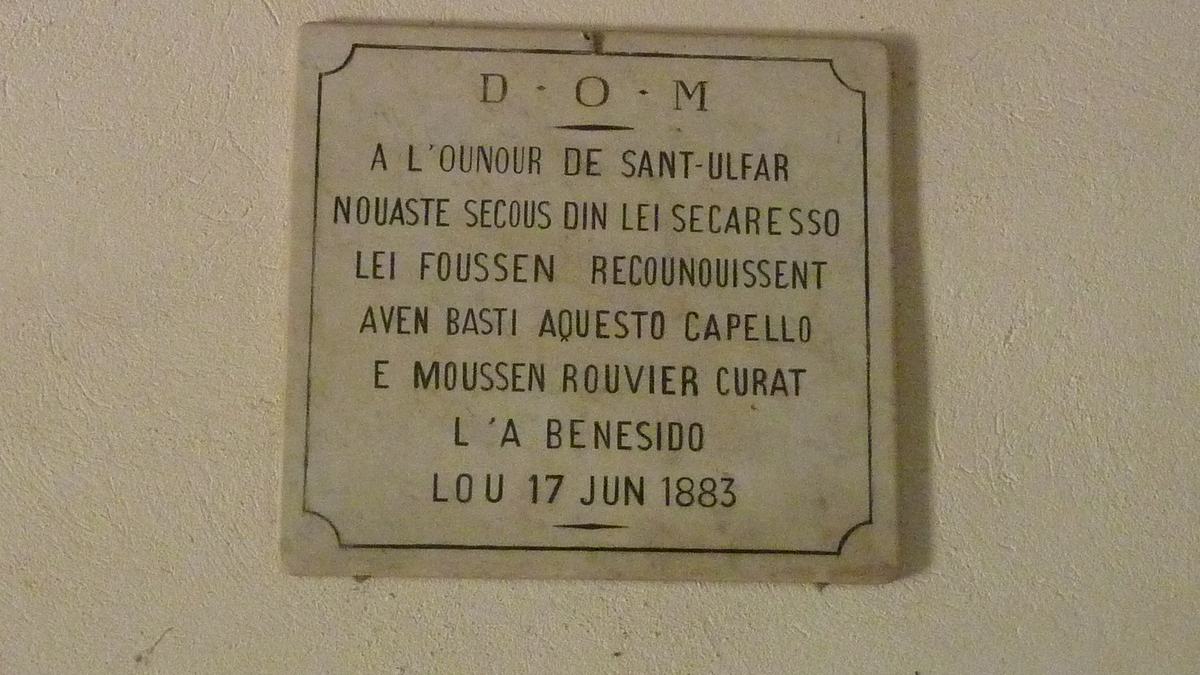 D · O · M
A L'OUNOUR DE SANT-ULFAR
NOUASTE SECOUS DIN LEI SECARESSO
LEI FOUSSEN RECOUNOUISSENT
AVEN BASTI AQUESTO CAPELLO
E MOUSSEN ROUVIER CURAT
L'A BENESIDO
LOU 17 JUN 1883